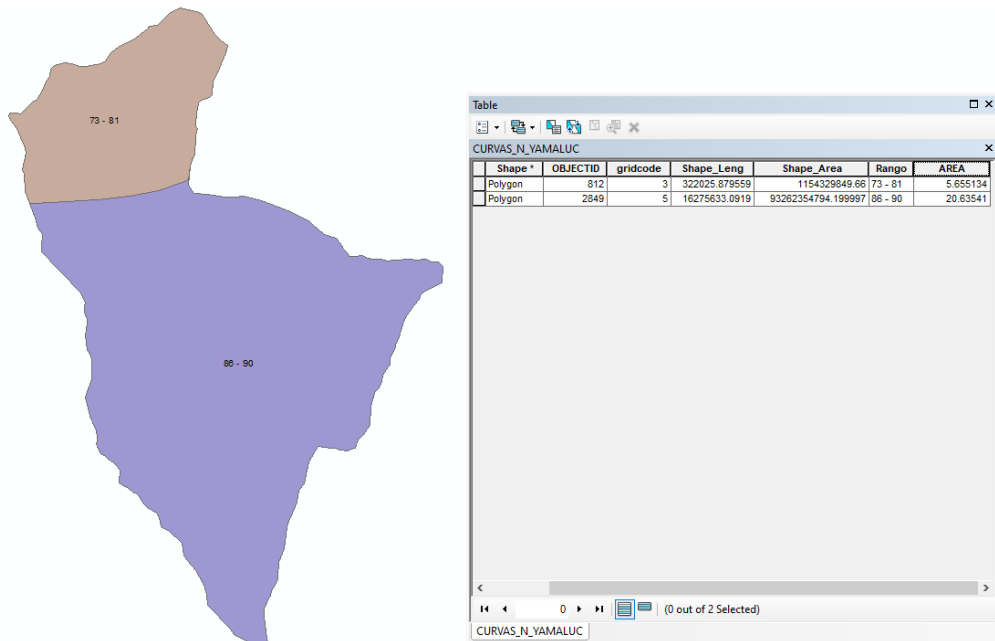 73 - 81
86 - 90
Table
CURVAS_N_YAMALUC
Shape * OBJECTID gridcode Shape_Leng Shape_Area Rango AREA
Polygon 812 3 322025.879559 1154329849.66 73 - 81 5.655134
Polygon 2849 5 16275633.0919 93262354794.199997 86 - 90 20.63541
0 (0 out of 2 Selected)
CURVAS_N_YAMALUC